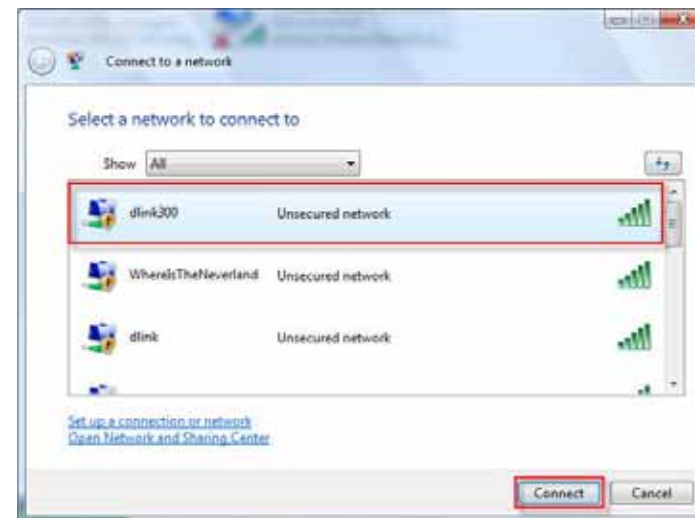 Connect to a network
Select a network to connect to
Show All
dlink300 Unsecured network
WhereIsTheNeverland Unsecured network
dlink Unsecured network
Set up a connection or network
Open Network and Sharing Center
Connect Cancel